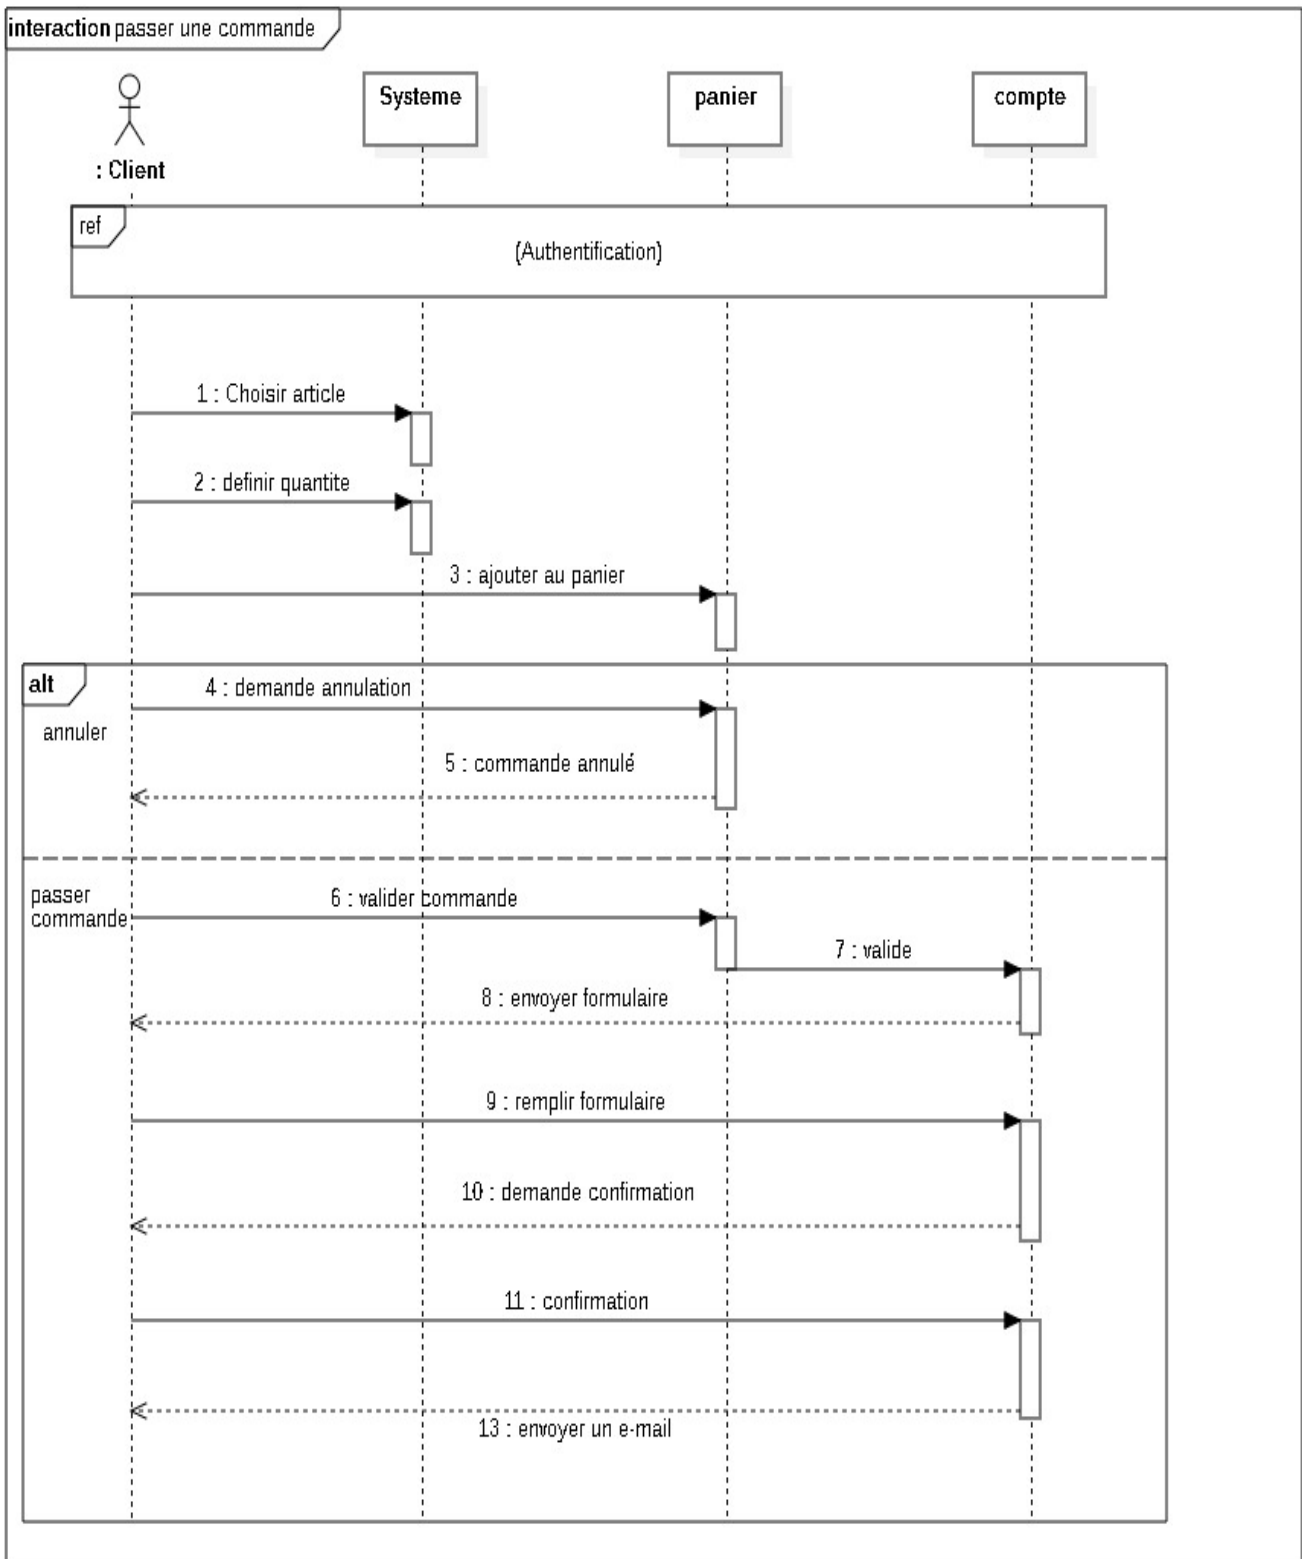 interaction passer une commande
Systeme
panier
compte
: Client
ref
(Authentification)
1 : Choisir article
2 : definir quantite
3 : ajouter au panier
alt
4 : demande annulation
annuler
5 : commande annulé
passer
commande
6 : valider commande
7 : valide
8 : envoyer formulaire
9 : remplir formulaire
10 : demande confirmation
11 : confirmation
13 : envoyer un e-mail